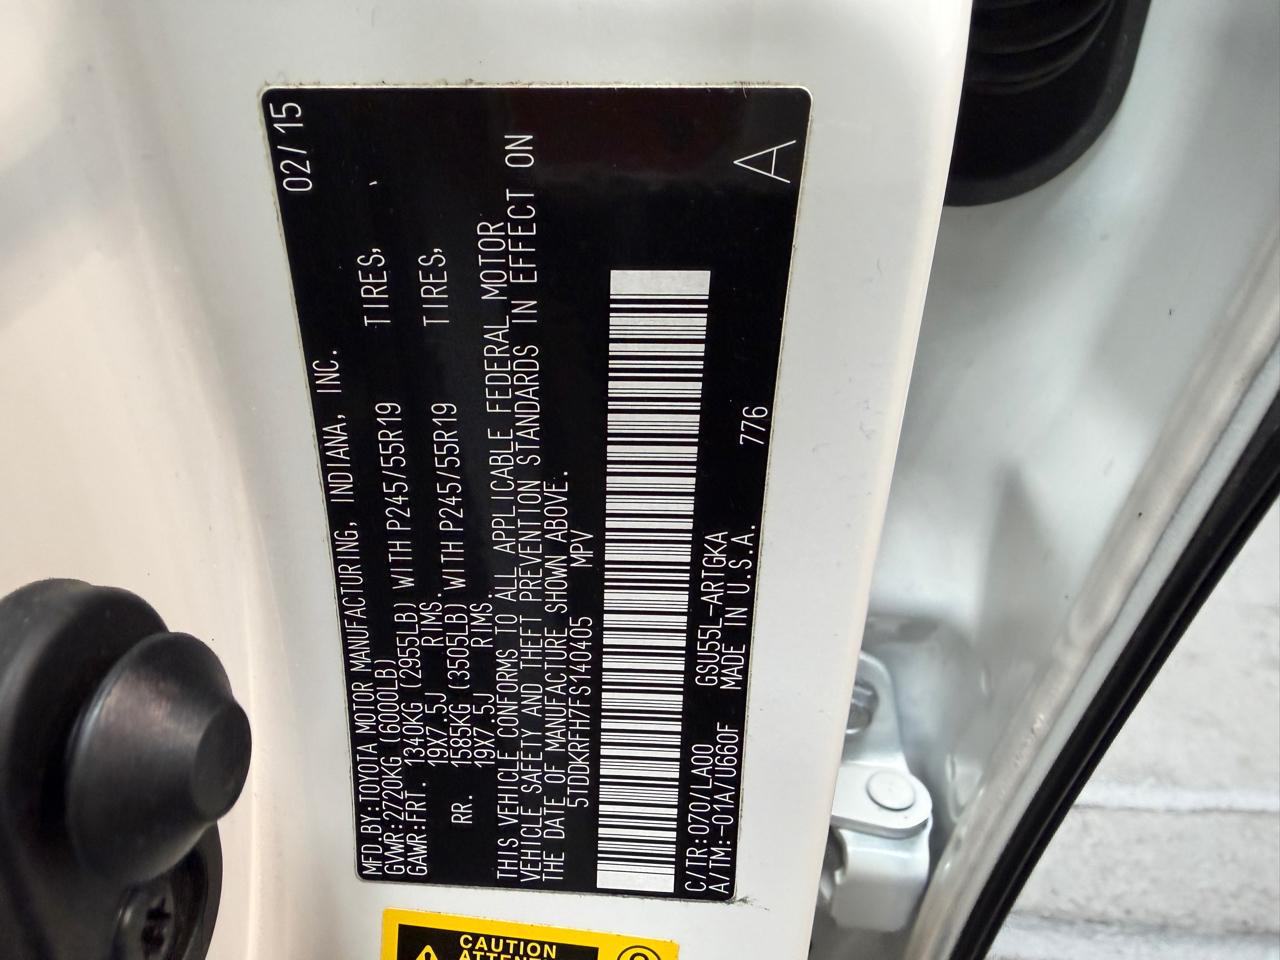 02/15
MFD.BY:TOYOTA MOTOR MANUFACTURING, INDIANA, INC.
GVWR:2720KG(6000LB)
GAWR:FRT. 1340KG (2955LB) WITH P245/55R19 TIRES,
19X7.5J RIMS.
RR. 1585KG (3505LB) WITH P245/55R19 TIRES,
19X7.5J RIMS.
THIS VEHICLE CONFORMS TO ALL APPLICABLE FEDERAL MOTOR
VEHICLE SAFETY AND THEFT PREVENTION STANDARDS IN EFFECT ON
THE DATE OF MANUFACTURE SHOWN ABOVE.
5TDDKRFH7FS140405 MPV
C/TR:070/LA00 GSU55L-ARTGKA
A/TM:-01A/U660F MADE IN U.S.A. 776
A
CAUTION